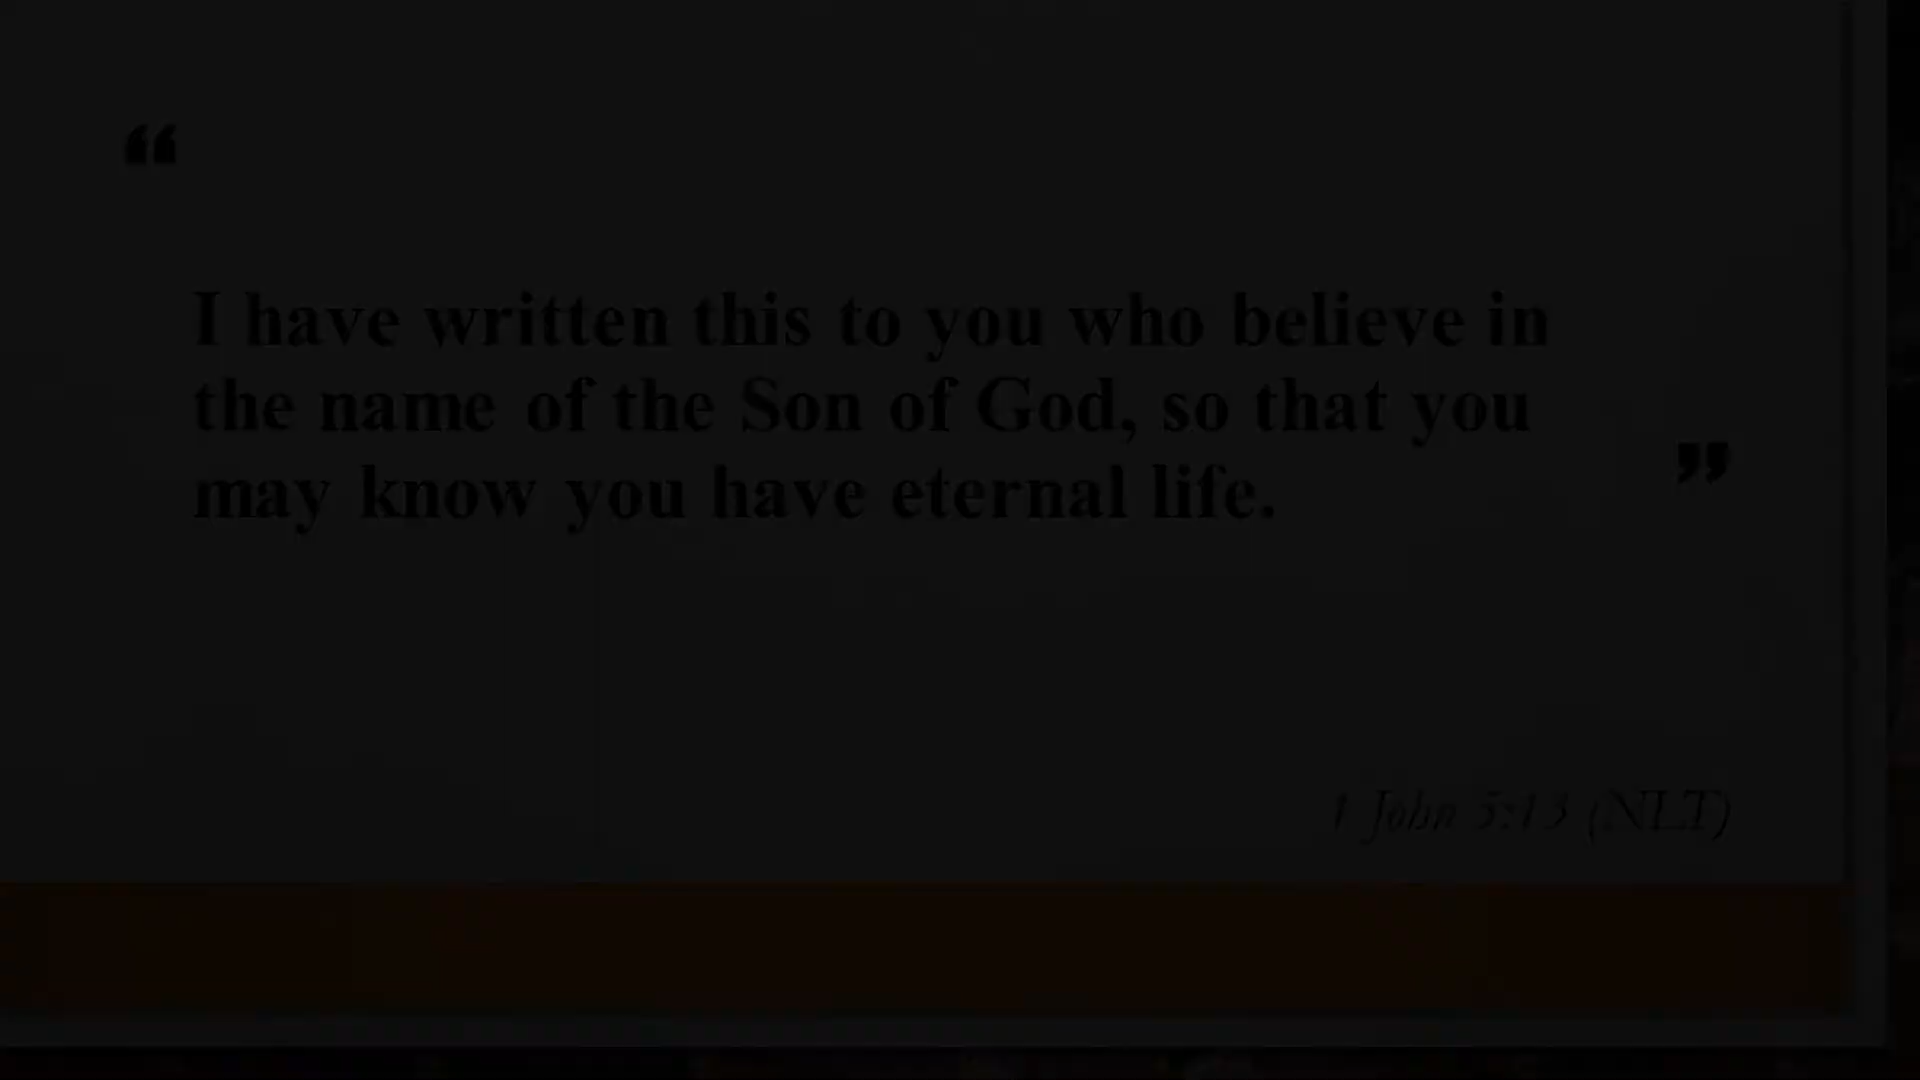 “
I have written this to you who believe in
the name of the Son of God, so that you
may know you have eternal life.
”
1 John 5:13 (NLT)